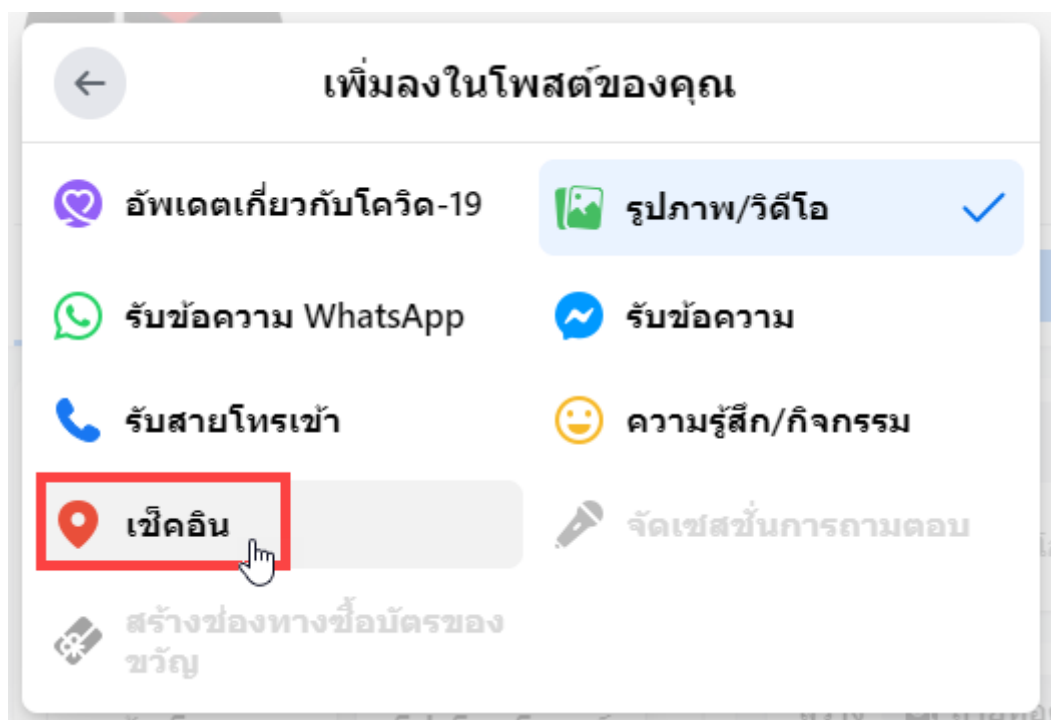 เพิ่มลงในโพสต์ของคุณ
อัพเดตเกี่ยวกับโควิด-19
รูปภาพ/วิดีโอ
รับข้อความ WhatsApp
รับข้อความ
รับสายโทรเข้า
ความรู้สึก/กิจกรรม
เช็คอิน
จัดเซสชั่นการถามตอบ
สร้างช่องทางซื้อบัตรของ
ขวัญ